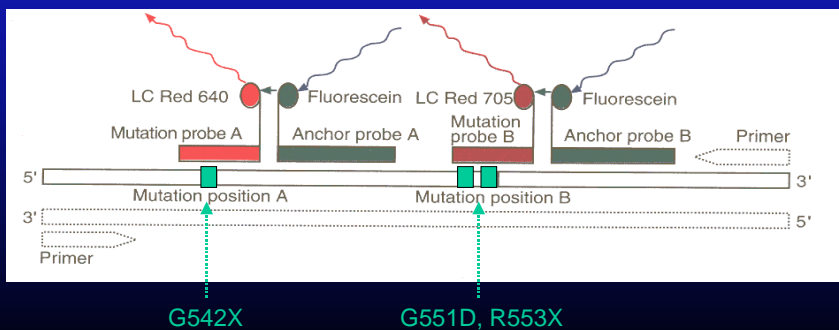 LC Red 640
Fluorescein
LC Red 705
Fluorescein
Mutation probe A
Anchor probe A
Mutation
probe B
Anchor probe B
Primer
5'
3'
Mutation position A
Mutation position B
3'
5'
Primer
G542X
G551D, R553X